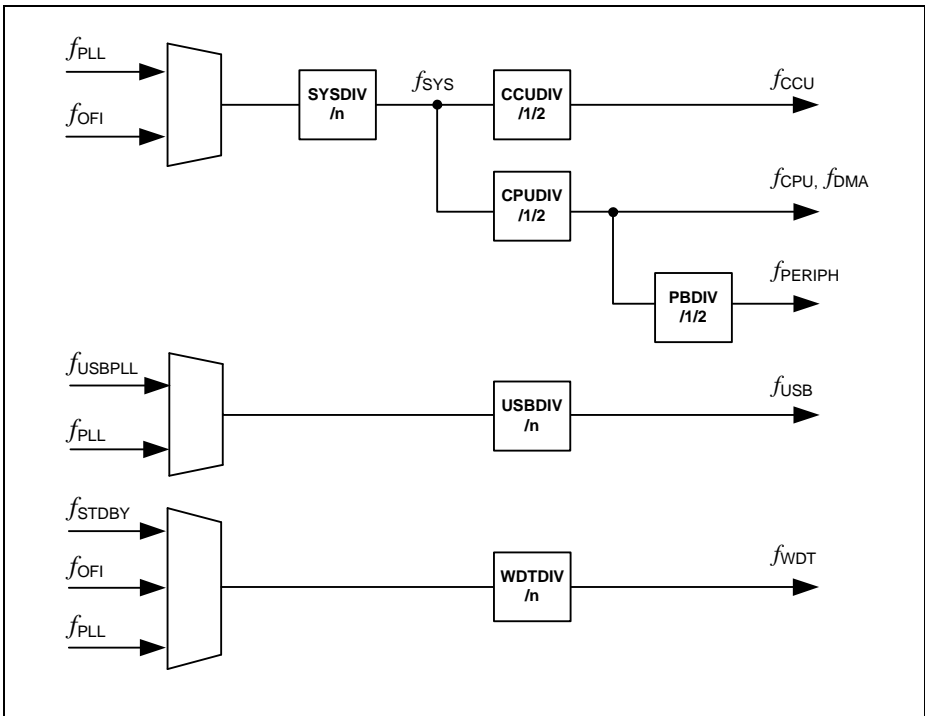 fPLL
fOFI
SYSDIV
/n
fSYS
CCUDIV
/1/2
fCCU
CPUDIV
/1/2
fCPU, fDMA
PBDIV
/1/2
fPERIPH
fUSBPLL
fPLL
USBDIV
/n
fUSB
fSTDBY
fOFI
fPLL
WDTDIV
/n
fWDT